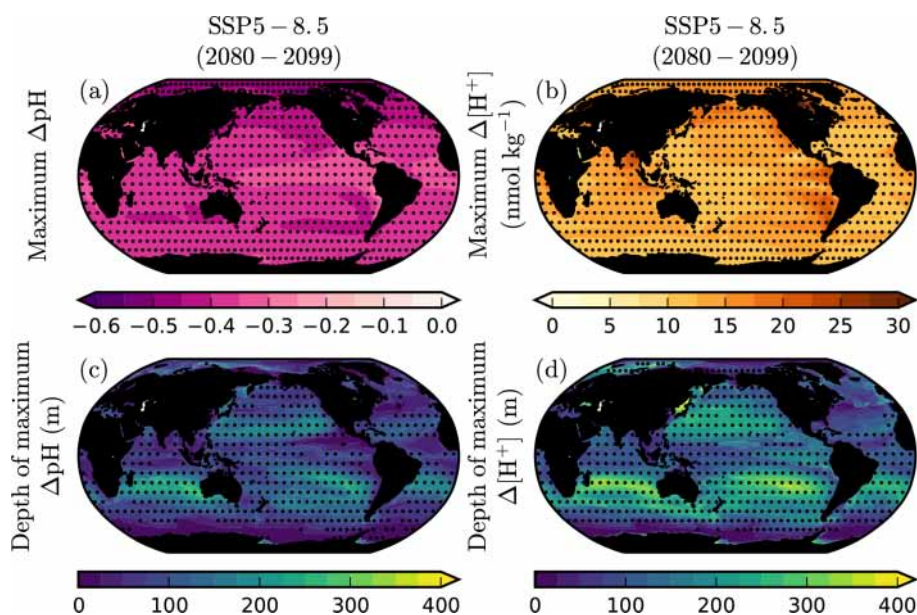 SSP5 − 8.5
(2080 − 2099)
SSP5 − 8.5
(2080 − 2099)
Maximum ΔpH
(a)
Maximum Δ[H⁺]
(nmol kg⁻¹)
(b)
−0.6 −0.5 −0.4 −0.3 −0.2 −0.1 0.0
0 5 10 15 20 25 30
Depth of maximum
ΔpH (m)
(c)
Depth of maximum
Δ[H⁺] (m)
(d)
0 100 200 300 400
0 100 200 300 400